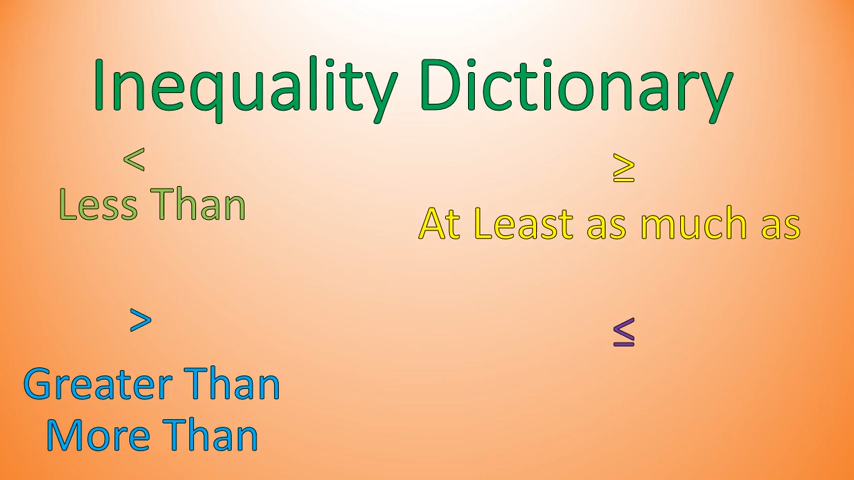 Inequality Dictionary
<
Less Than
≥
At Least as much as
>
Greater Than
More Than
≤